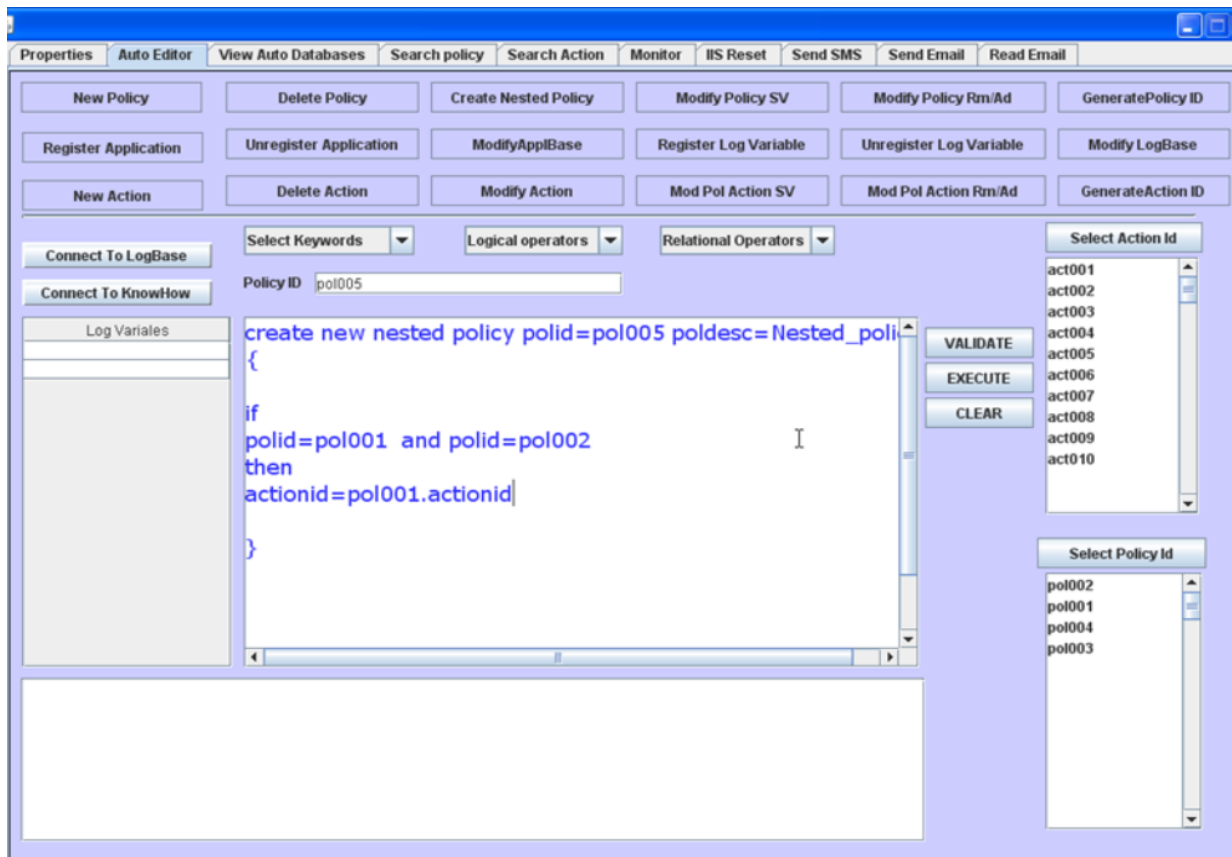 Properties Auto Editor View Auto Databases Search policy Search Action Monitor IIS Reset Send SMS Send Email Read Email
New Policy Delete Policy Create Nested Policy Modify Policy SV Modify Policy Rm/Ad GeneratePolicy ID
Register Application Unregister Application ModifyApplBase Register Log Variable Unregister Log Variable Modify LogBase
New Action Delete Action Modify Action Mod Pol Action SV Mod Pol Action Rm/Ad GenerateAction ID
Connect To LogBase
Connect To KnowHow
Select Keywords Logical operators Relational Operators
Policy ID pol005
Log Variales
create new nested policy polid=pol005 poldesc=Nested_poli
{
if
polid=pol001 and polid=pol002
then
actionid=pol001.actionid
}
VALIDATE
EXECUTE
CLEAR
Select Action Id
act001
act002
act003
act004
act005
act006
act007
act008
act009
act010
Select Policy Id
pol002
pol001
pol004
pol003